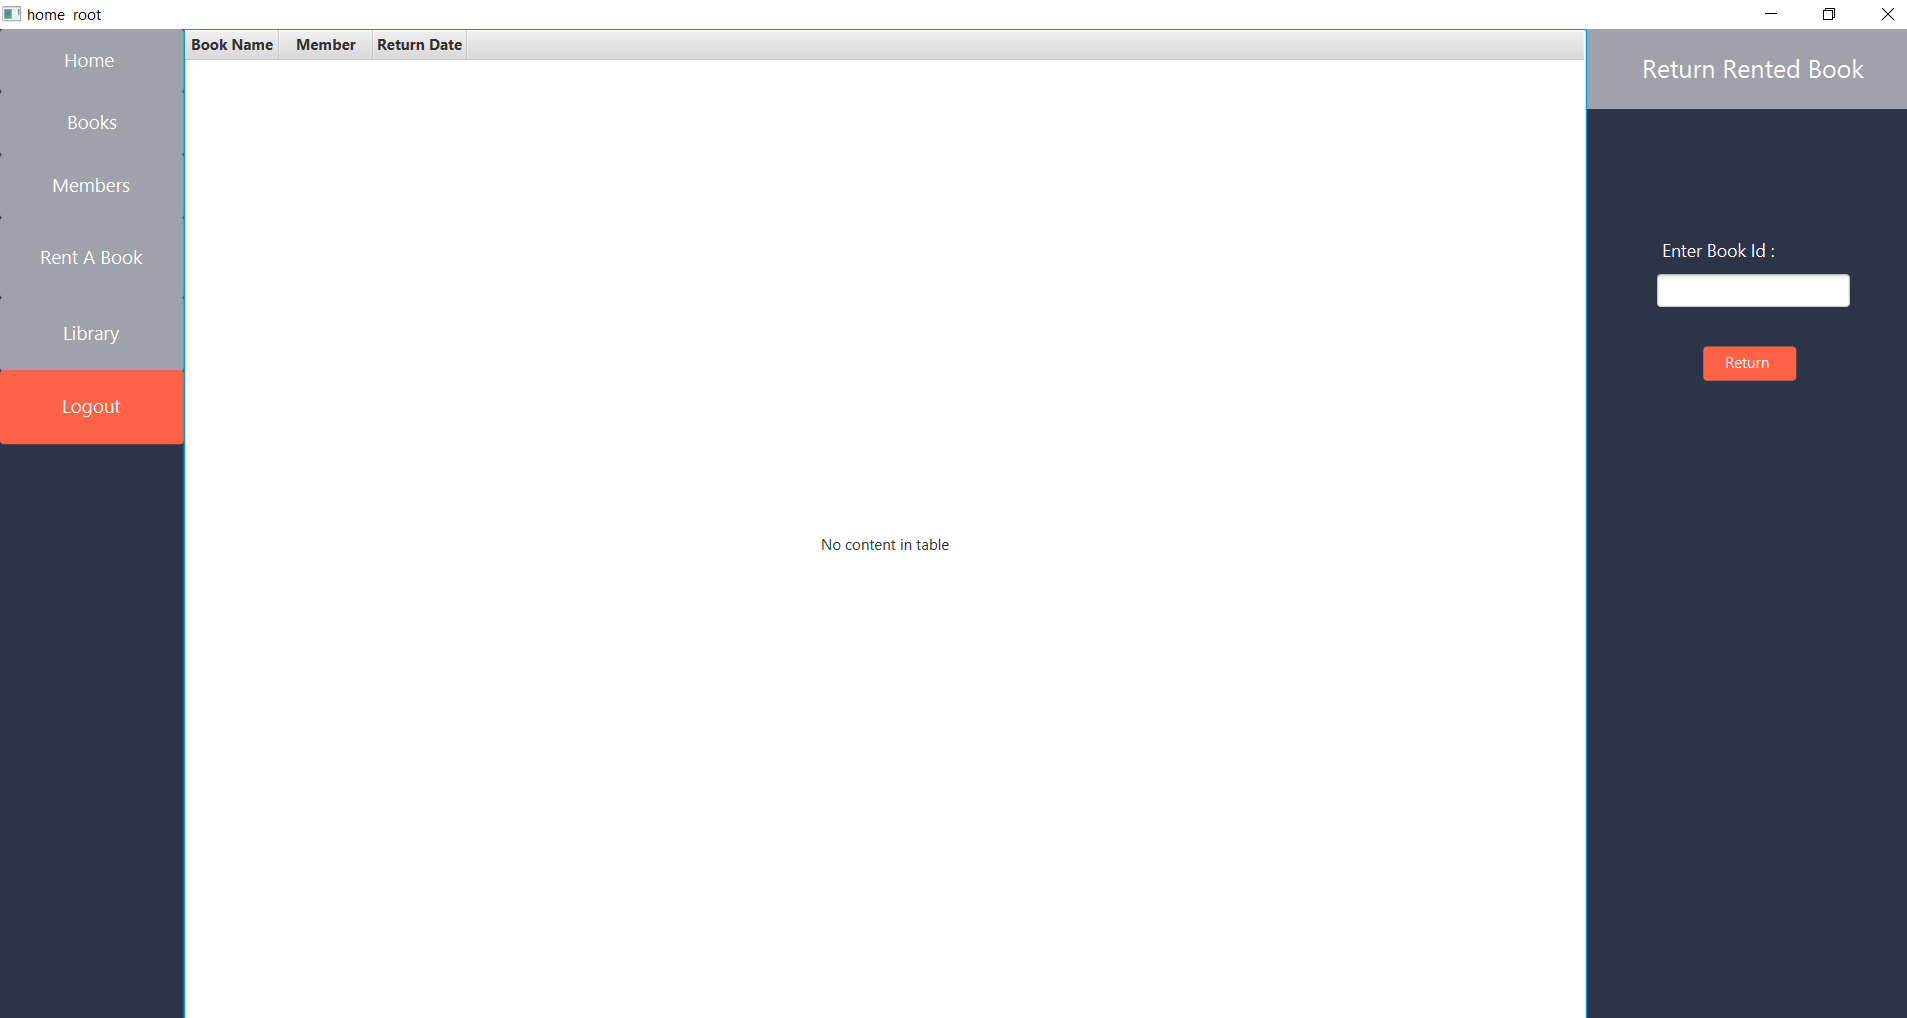 home root
Home
Books
Members
Rent A Book
Library
Logout
Book Name Member Return Date
No content in table
Return Rented Book
Enter Book Id :
Return